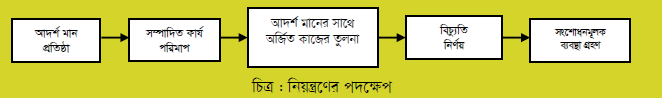 আদর্শ মান
প্রতিষ্ঠা
সম্পাদিত কার্য
পরিমাপ
আদর্শ মানের সাথে
অর্জিত কাজের তুলনা
বিচ্যুতি
নির্ণয়
সংশোধনমূলক
ব্যবস্থা গ্রহণ
চিত্র : নিয়ন্ত্রণের পদক্ষেপ